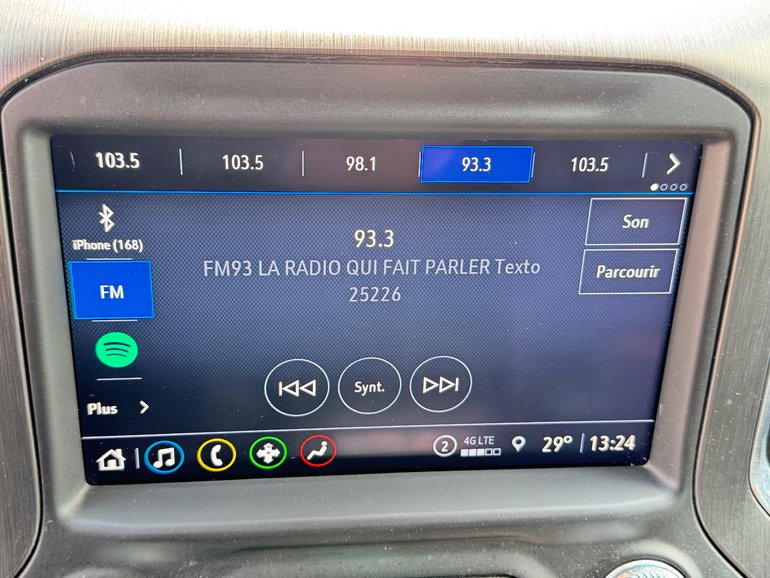 103.5 103.5 98.1 93.3 103.5
iPhone (168)
FM
Plus
93.3
FM93 LA RADIO QUI FAIT PARLER Texto
25226
Synt.
Son
Parcourir
2 4G LTE 29° 13:24